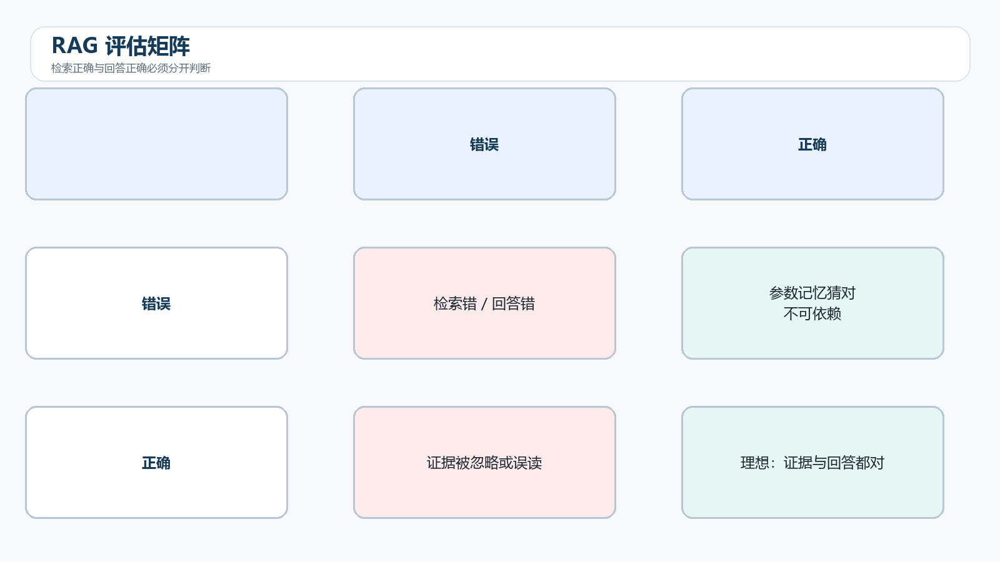 RAG 评估矩阵
检索正确与回答正确必须分开判断
错误
正确
错误
检索错 / 回答错
参数记忆猜对
不可依赖
正确
证据被忽略或误读
理想：证据与回答都对